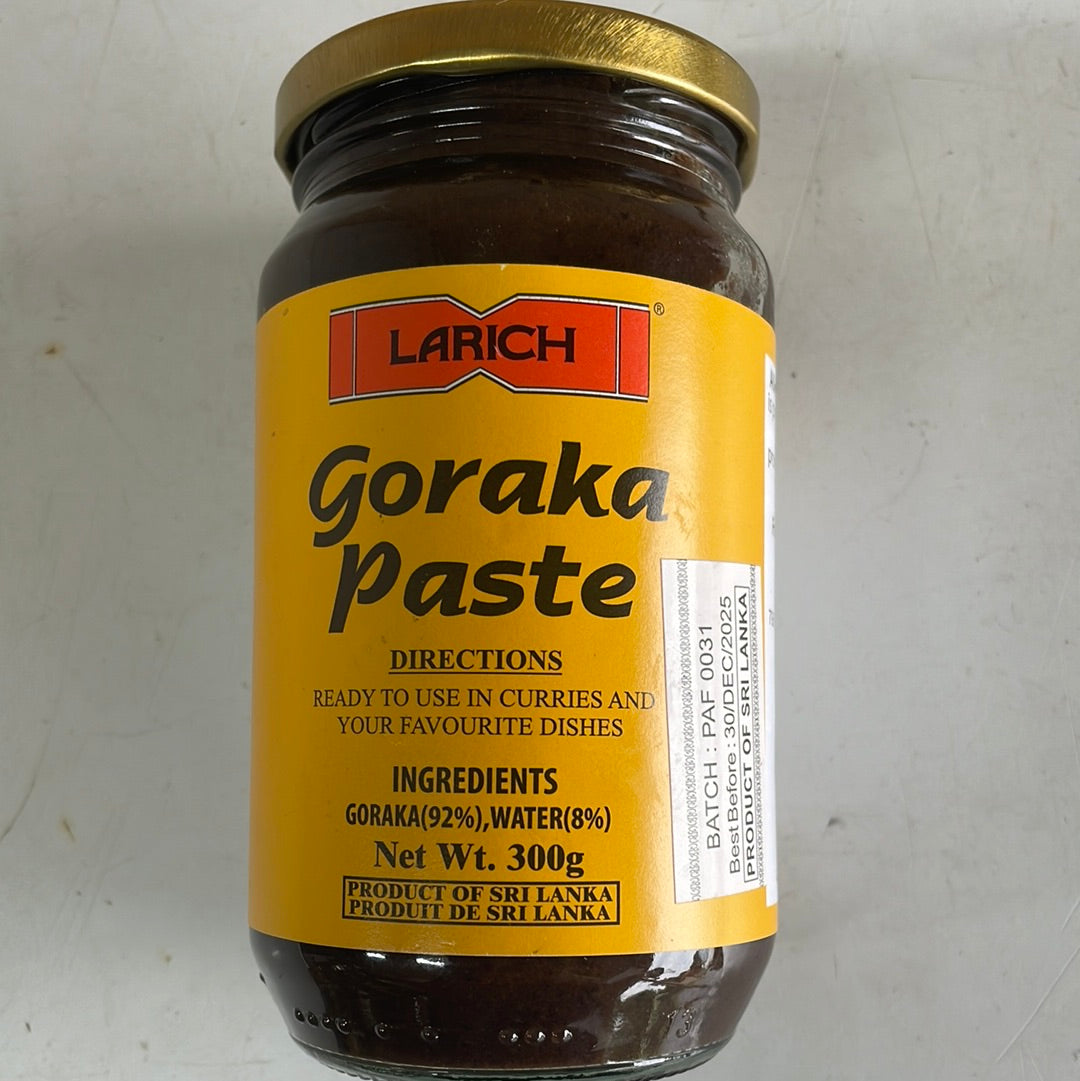 LARICH®
Goraka
Paste
DIRECTIONS
READY TO USE IN CURRIES AND
YOUR FAVOURITE DISHES
INGREDIENTS
GORAKA(92%),WATER(8%)
Net Wt. 300g
PRODUCT OF SRI LANKA
PRODUIT DE SRI LANKA
BATCH : PAF 0031
Best Before : 30/DEC/2025
PRODUCT OF SRI LANKA